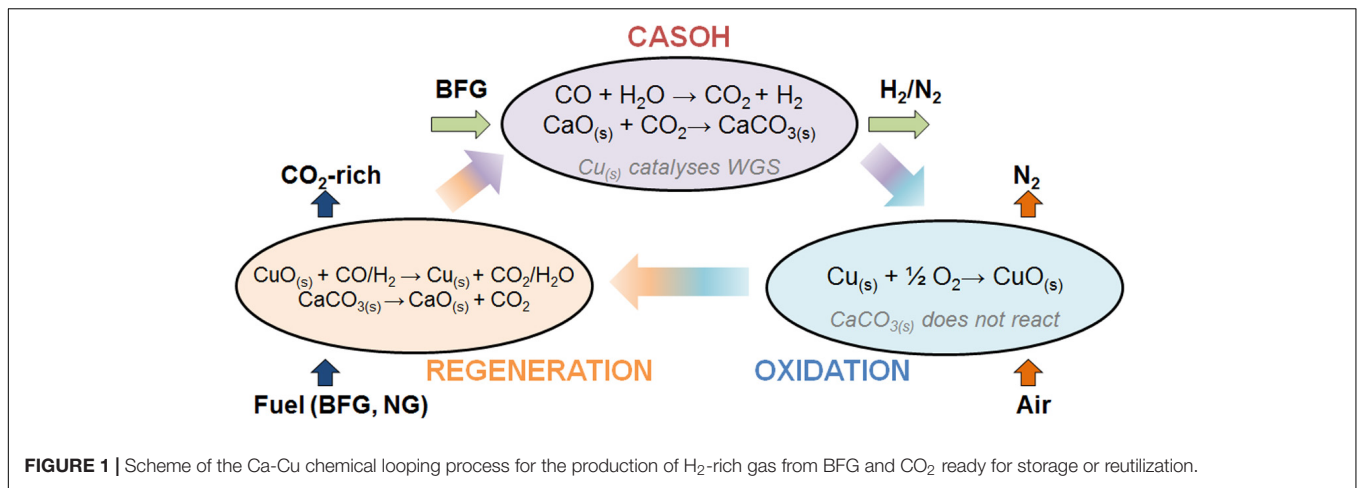 CASOH
BFG
CO + H₂O → CO₂ + H₂
CaO₍ₛ₎ + CO₂→ CaCO₃₍ₛ₎
Cu₍ₛ₎ catalyses WGS
H₂/N₂
CO₂-rich
N₂
CuO₍ₛ₎ + CO/H₂ → Cu₍ₛ₎ + CO₂/H₂O
CaCO₃₍ₛ₎ → CaO₍ₛ₎ + CO₂
Cu₍ₛ₎ + ½ O₂→ CuO₍ₛ₎
CaCO₃₍ₛ₎ does not react
REGENERATION
OXIDATION
Fuel (BFG, NG)
Air
FIGURE 1 | Scheme of the Ca-Cu chemical looping process for the production of H₂-rich gas from BFG and CO₂ ready for storage or reutilization.